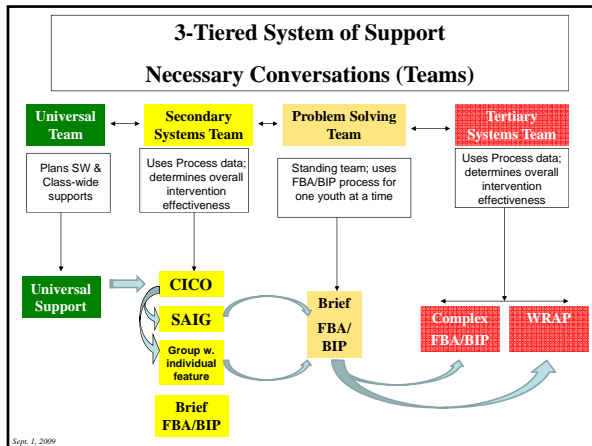 3-Tiered System of Support
Necessary Conversations (Teams)
Universal
Team
Secondary
Systems Team
Problem Solving
Team
Tertiary
Systems Team
Plans SW &
Class-wide
supports
Uses Process data;
determines overall
intervention
effectiveness
Standing team; uses
FBA/BIP process for
one youth at a time
Uses Process data;
determines overall
intervention
effectiveness
Universal
Support
CICO
SAIG
Group w.
individual
feature
Brief
FBA/BIP
Brief
FBA/
BIP
Complex
FBA/BIP
WRAP
Sept. 1, 2009